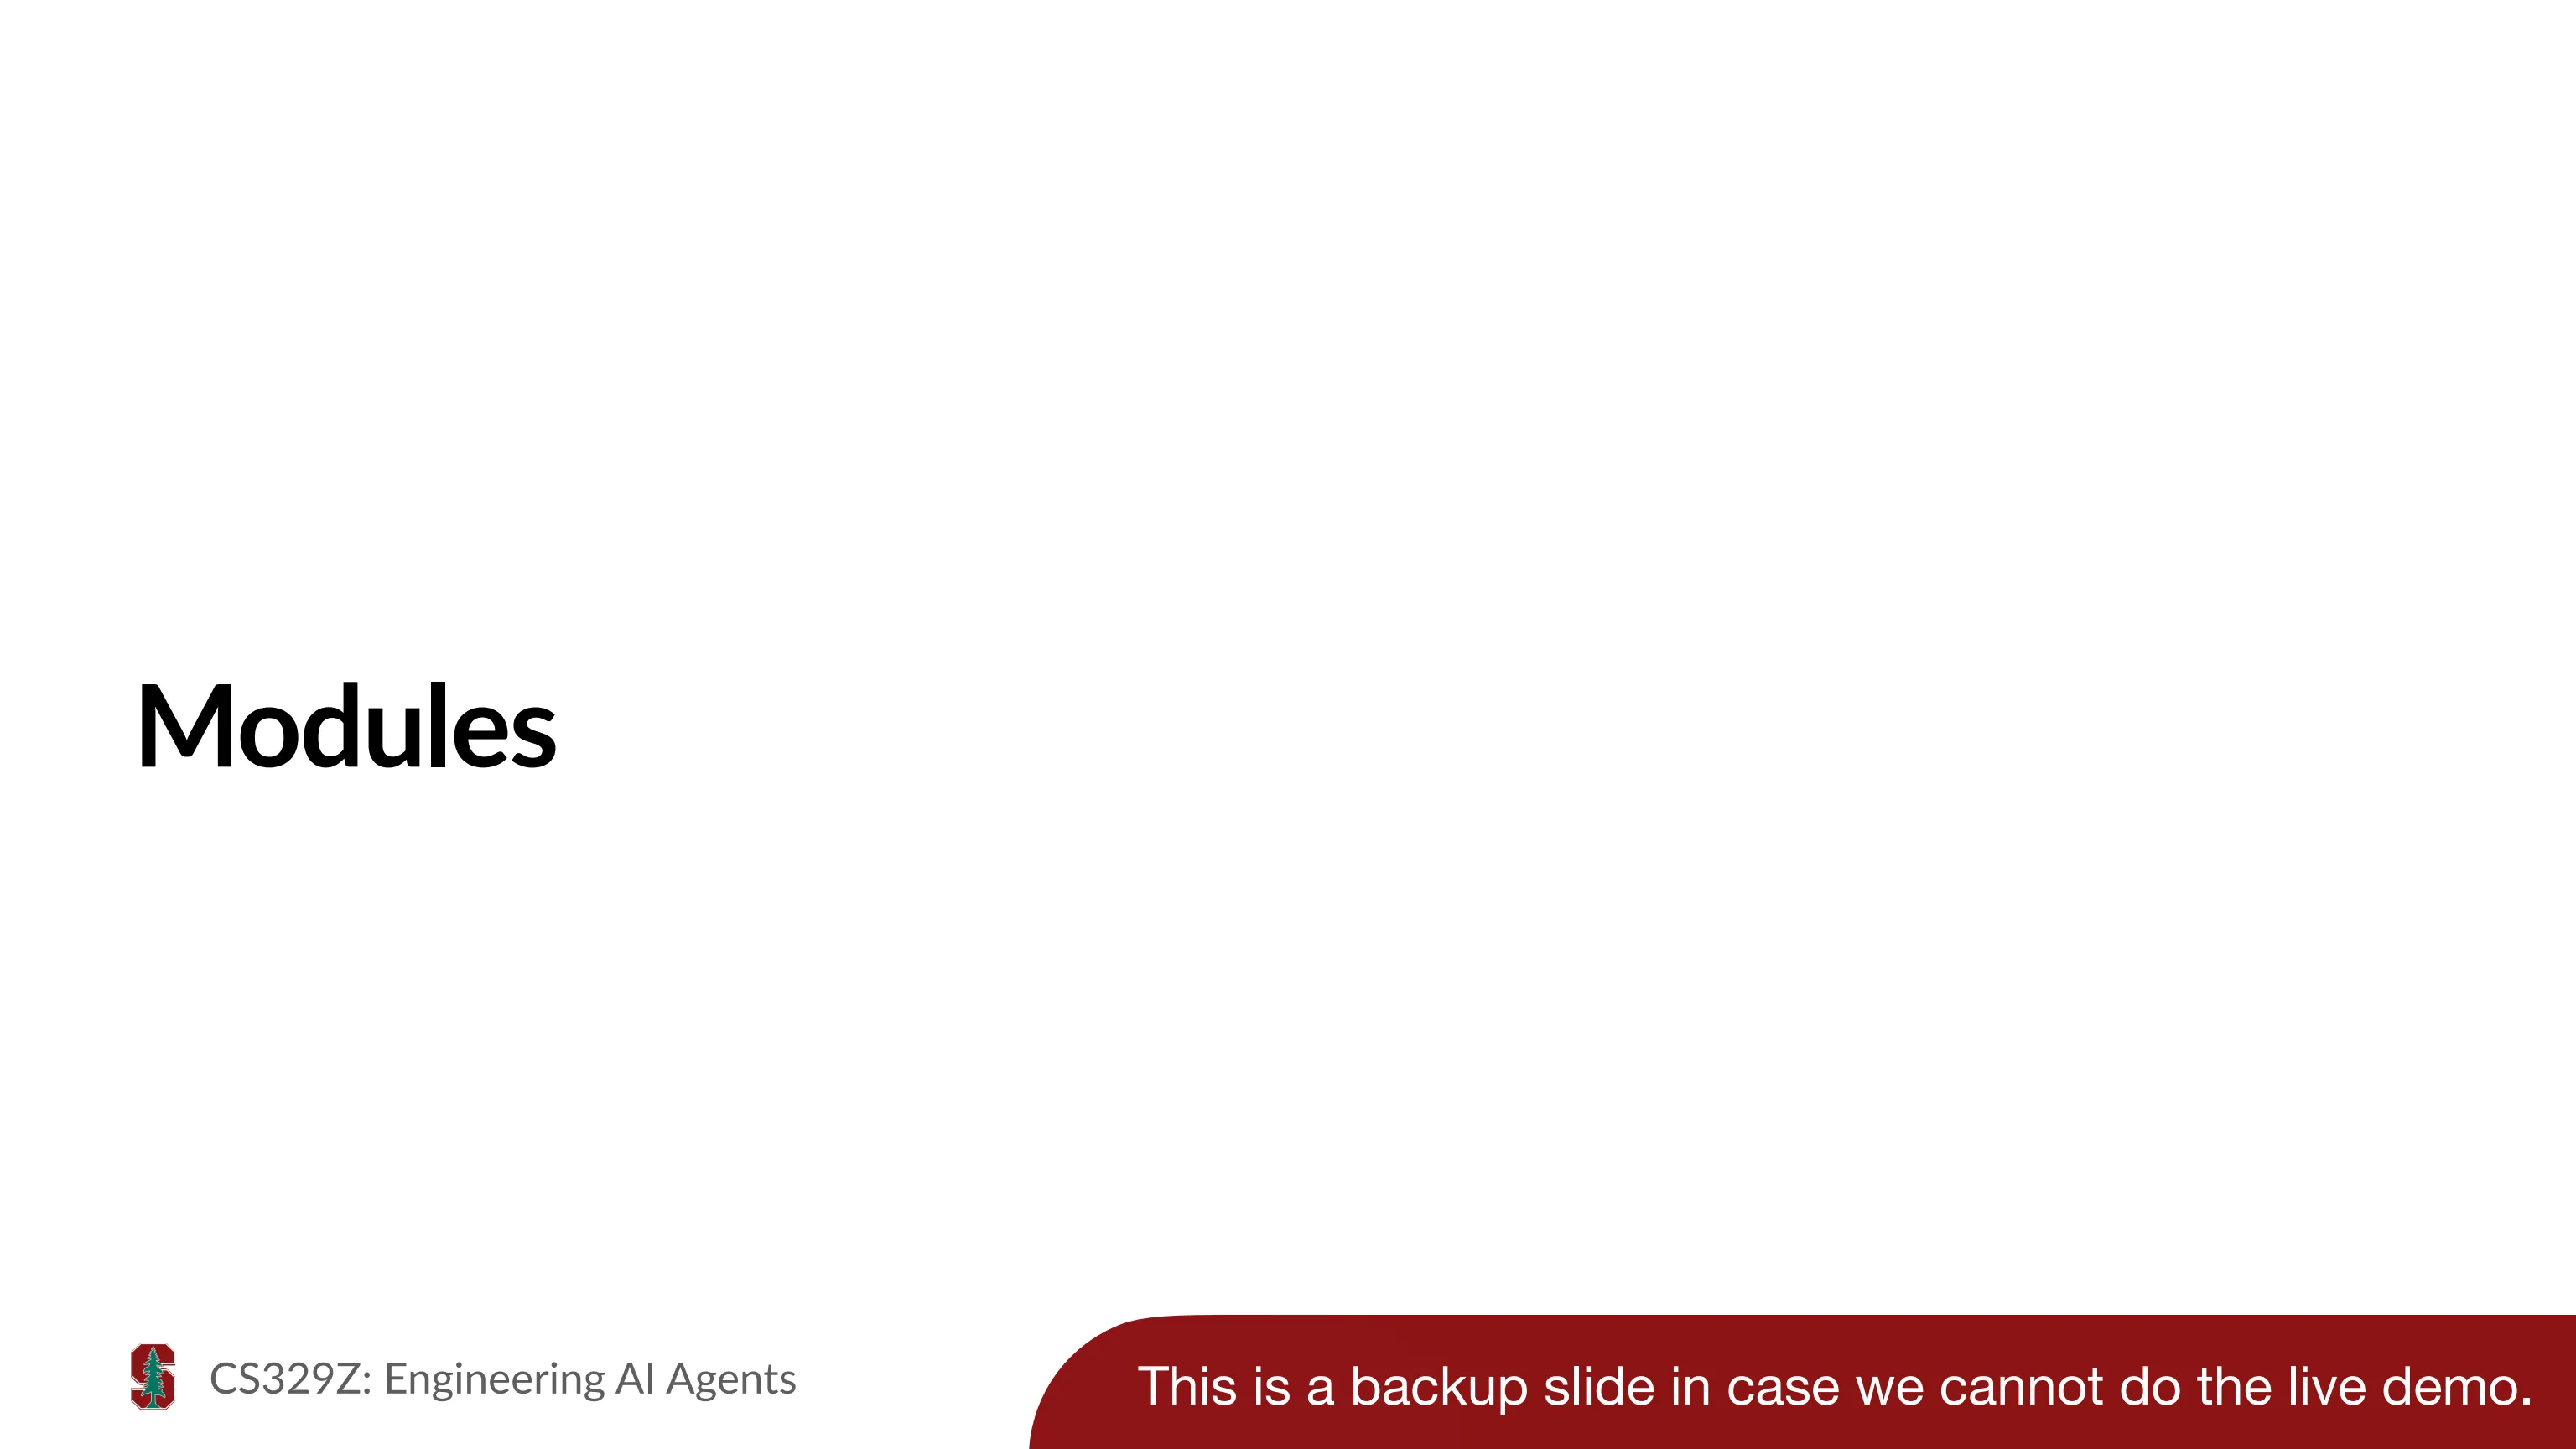 Modules
CS329Z: Engineering AI Agents
This is a backup slide in case we cannot do the live demo.